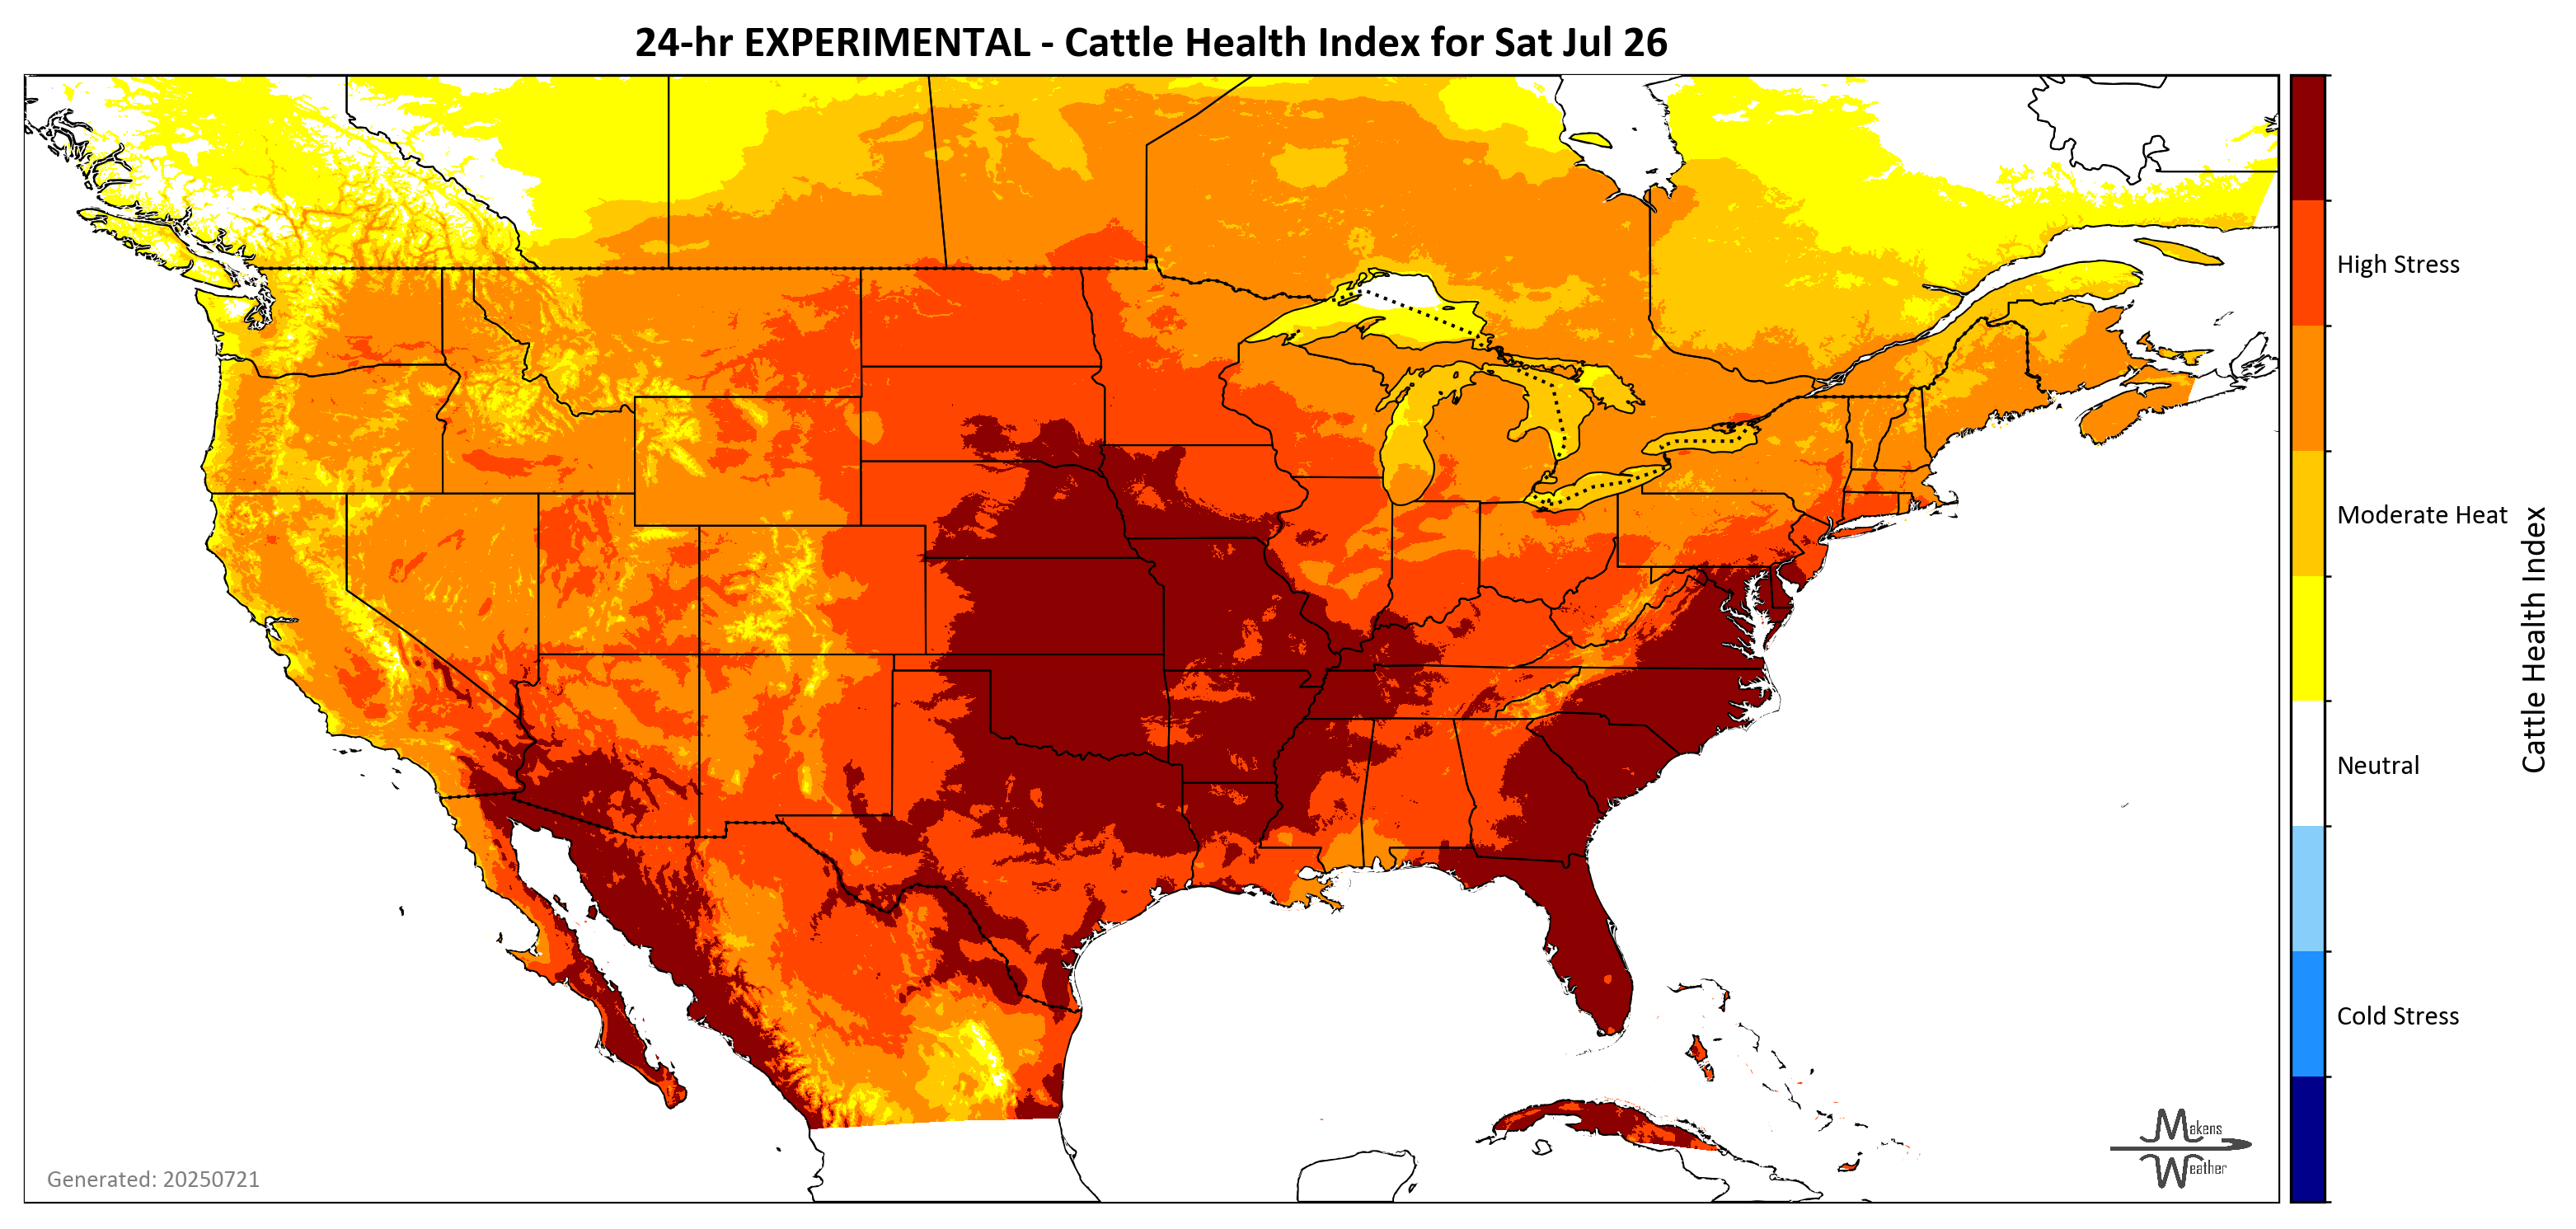 24-hr EXPERIMENTAL - Cattle Health Index for Sat Jul 26
High Stress
Moderate Heat
Neutral
Cold Stress
Cattle Health Index
Generated: 20250721
Makens
Weather